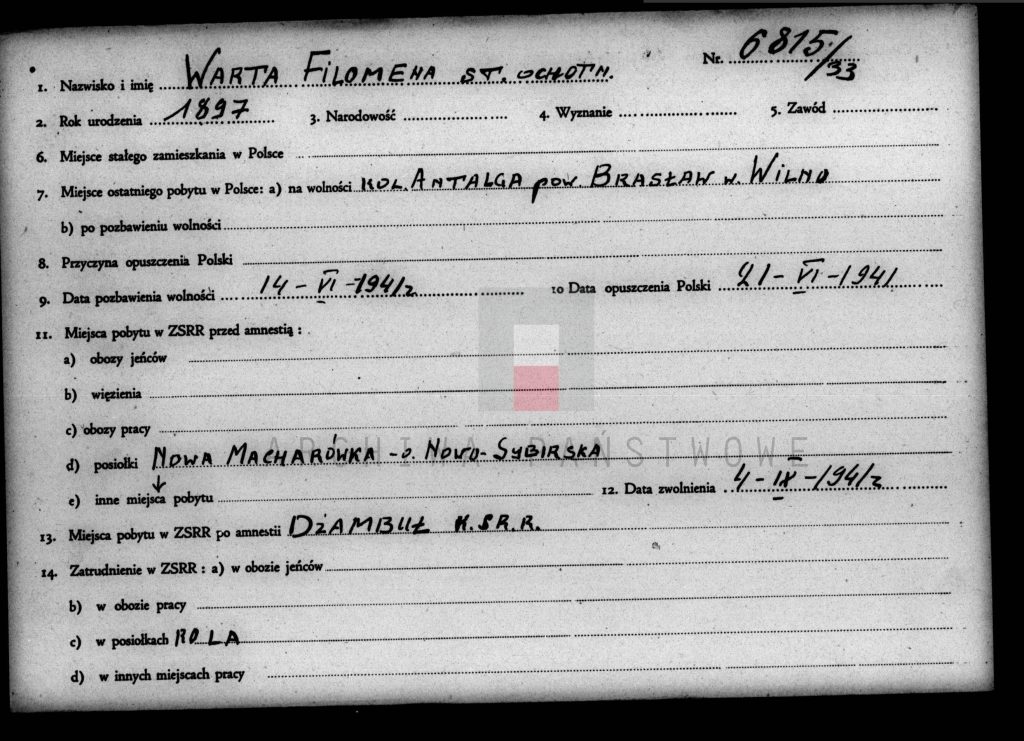 Nr. 6815/33
1. Nazwisko i imię WARTA FILOMENA ST. OCHOTN.
2. Rok urodzenia 1897 3. Narodowość 4. Wyznanie 5. Zawód
6. Miejsce stałego zamieszkania w Polsce
7. Miejsce ostatniego pobytu w Polsce: a) na wolności KOL. ANTALGA pow. BRASŁAW w. WILNO
b) po pozbawieniu wolności
8. Przyczyna opuszczenia Polski
9. Data pozbawienia wolności 14-VI-1941 r 10 Data opuszczenia Polski 21-VI-1941
11. Miejsca pobytu w ZSRR przed amnestią :
a) obozy jeńców
b) więzienia
c) obozy pracy
ARCHIWA PAŃSTWOWE
d) posiołki NOWA MACHARÓWKA - o. NOWO-SYBIRSKA
e) inne miejsca pobytu 12. Data zwolnienia 4-IX-1941 r
13. Miejsca pobytu w ZSRR po amnestii DŻAMBUŁ K.S.R.R.
14. Zatrudnienie w ZSRR : a) w obozie jeńców
b) w obozie pracy
c) w posiołkach ROLA
d) w innych miejscach pracy